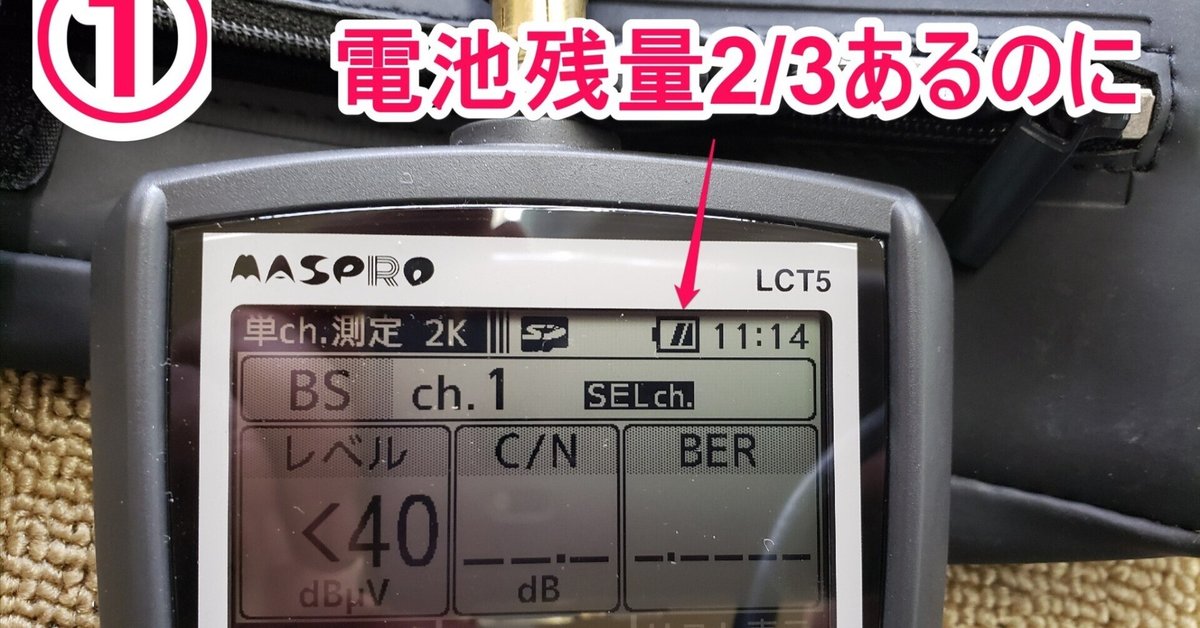 ①
電池残量2/3あるのに
MASPRO
LCT5
単ch.測定 2K SD 11:14
BS ch.1 SELch.
レベル C/N BER
<40 --.- -.----
dBμV dB